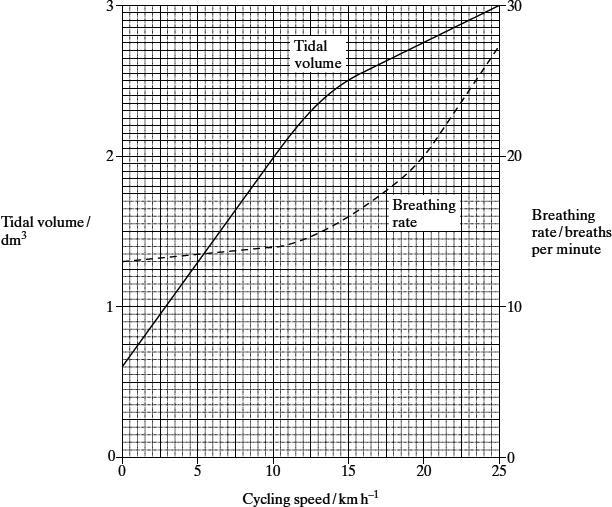 3
30
Tidal
volume
2
20
Breathing
rate
Tidal volume /
dm³
Breathing
rate / breaths
per minute
1
10
0
0
0 5 10 15 20 25
Cycling speed / km h⁻¹